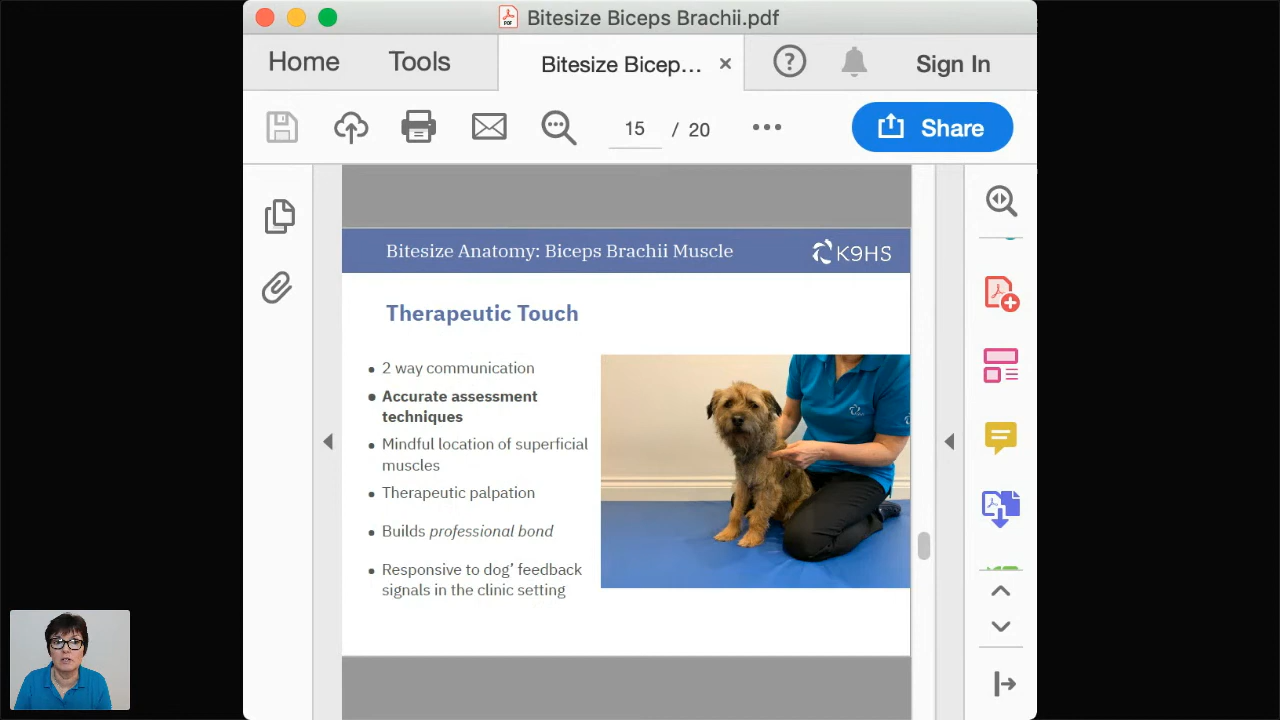 Bitesize Biceps Brachii.pdf
Home
Tools
Bitesize Bicep...
Sign In
15 / 20
Share
Bitesize Anatomy: Biceps Brachii Muscle
K9HS
Therapeutic Touch
• 2 way communication
• Accurate assessment
techniques
• Mindful location of superficial
muscles
• Therapeutic palpation
• Builds professional bond
• Responsive to dog’ feedback
signals in the clinic setting